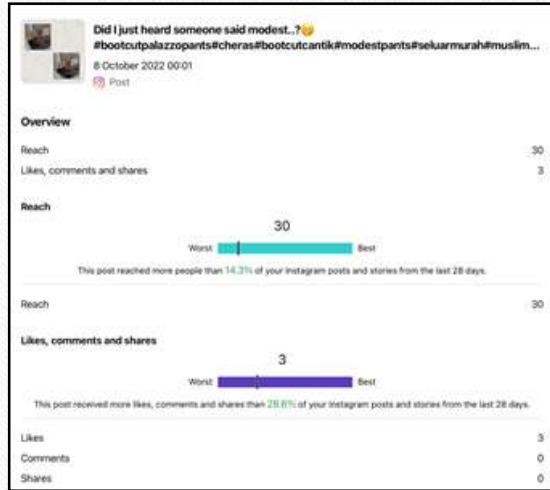 Did I just heard someone said modest..?🤭
#bootcutpalazzopants#cheras#bootcutcantik#modestpants#seluarmurah#muslim...
8 October 2022 00:01
Post
Overview
Reach 30
Likes, comments and shares 3
Reach
30
Worst Best
This post reached more people than 14.3% of your Instagram posts and stories from the last 28 days.
Reach 30
Likes, comments and shares
3
Worst Best
This post received more likes, comments and shares than 28.6% of your Instagram posts and stories from the last 28 days.
Likes 3
Comments 0
Shares 0